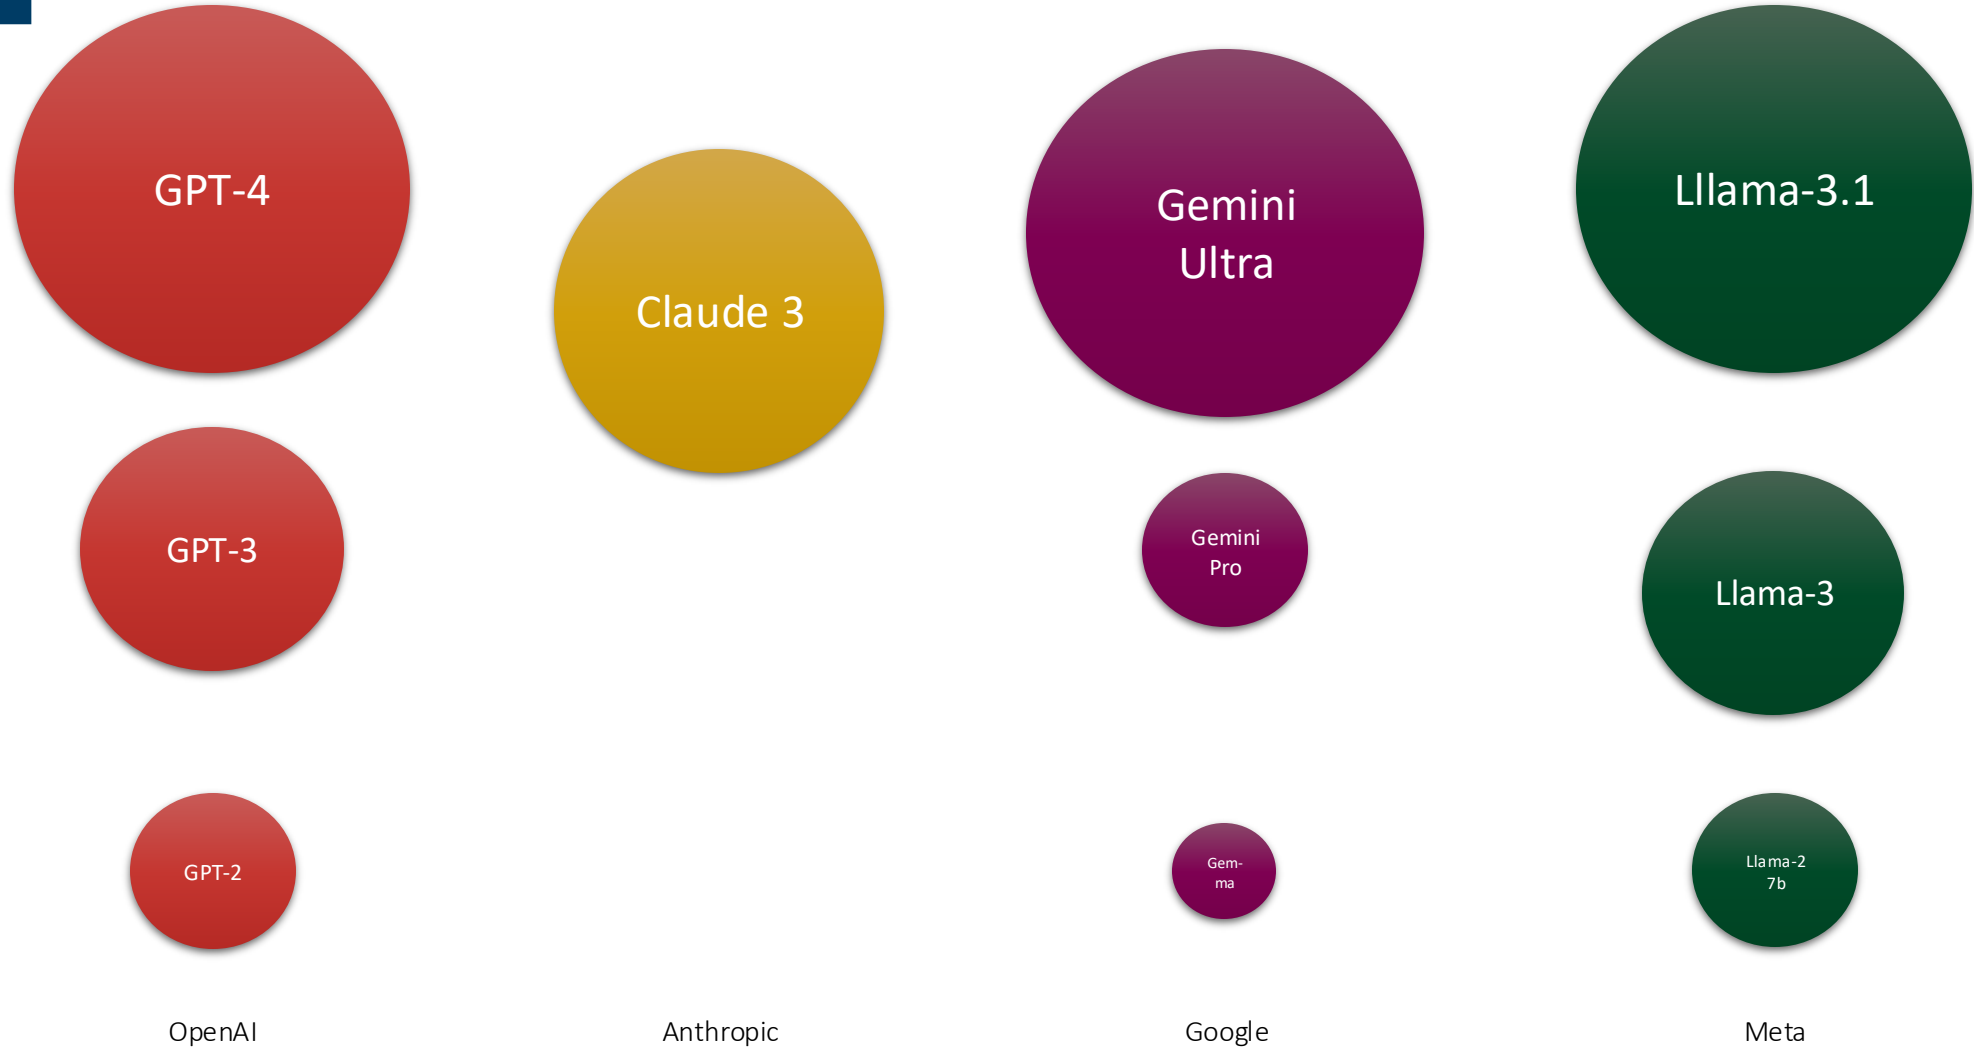 GPT-4
GPT-3
GPT-2
OpenAI
Claude 3
Anthropic
Gemini
Ultra
Gemini
Pro
Gem-
ma
Google
Lllama-3.1
Llama-3
Llama-2
7b
Meta